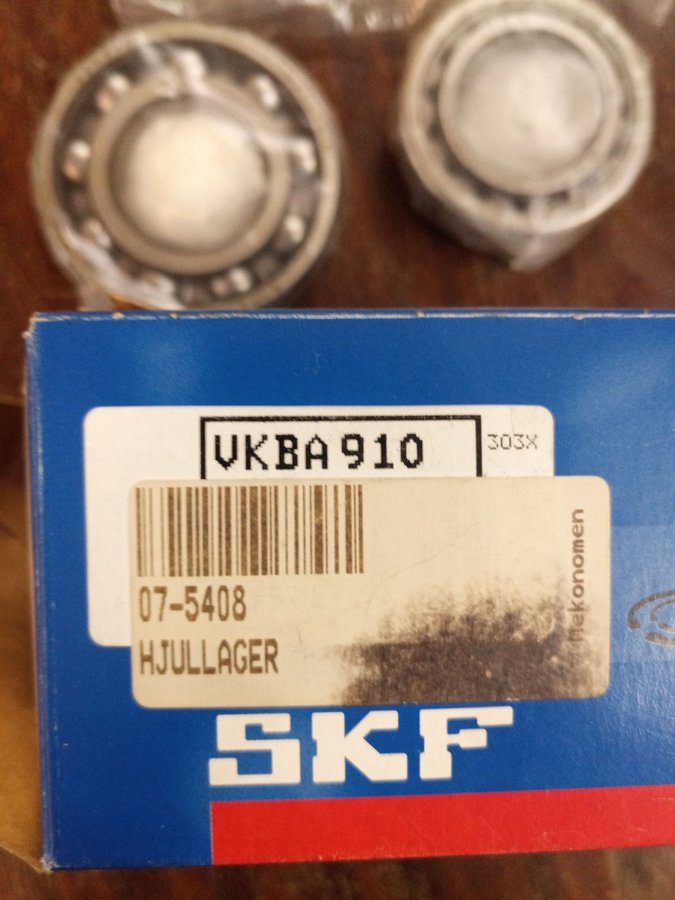 VKBA 910
303X
Mekonomen
07-5408
HJULLAGER
SKF